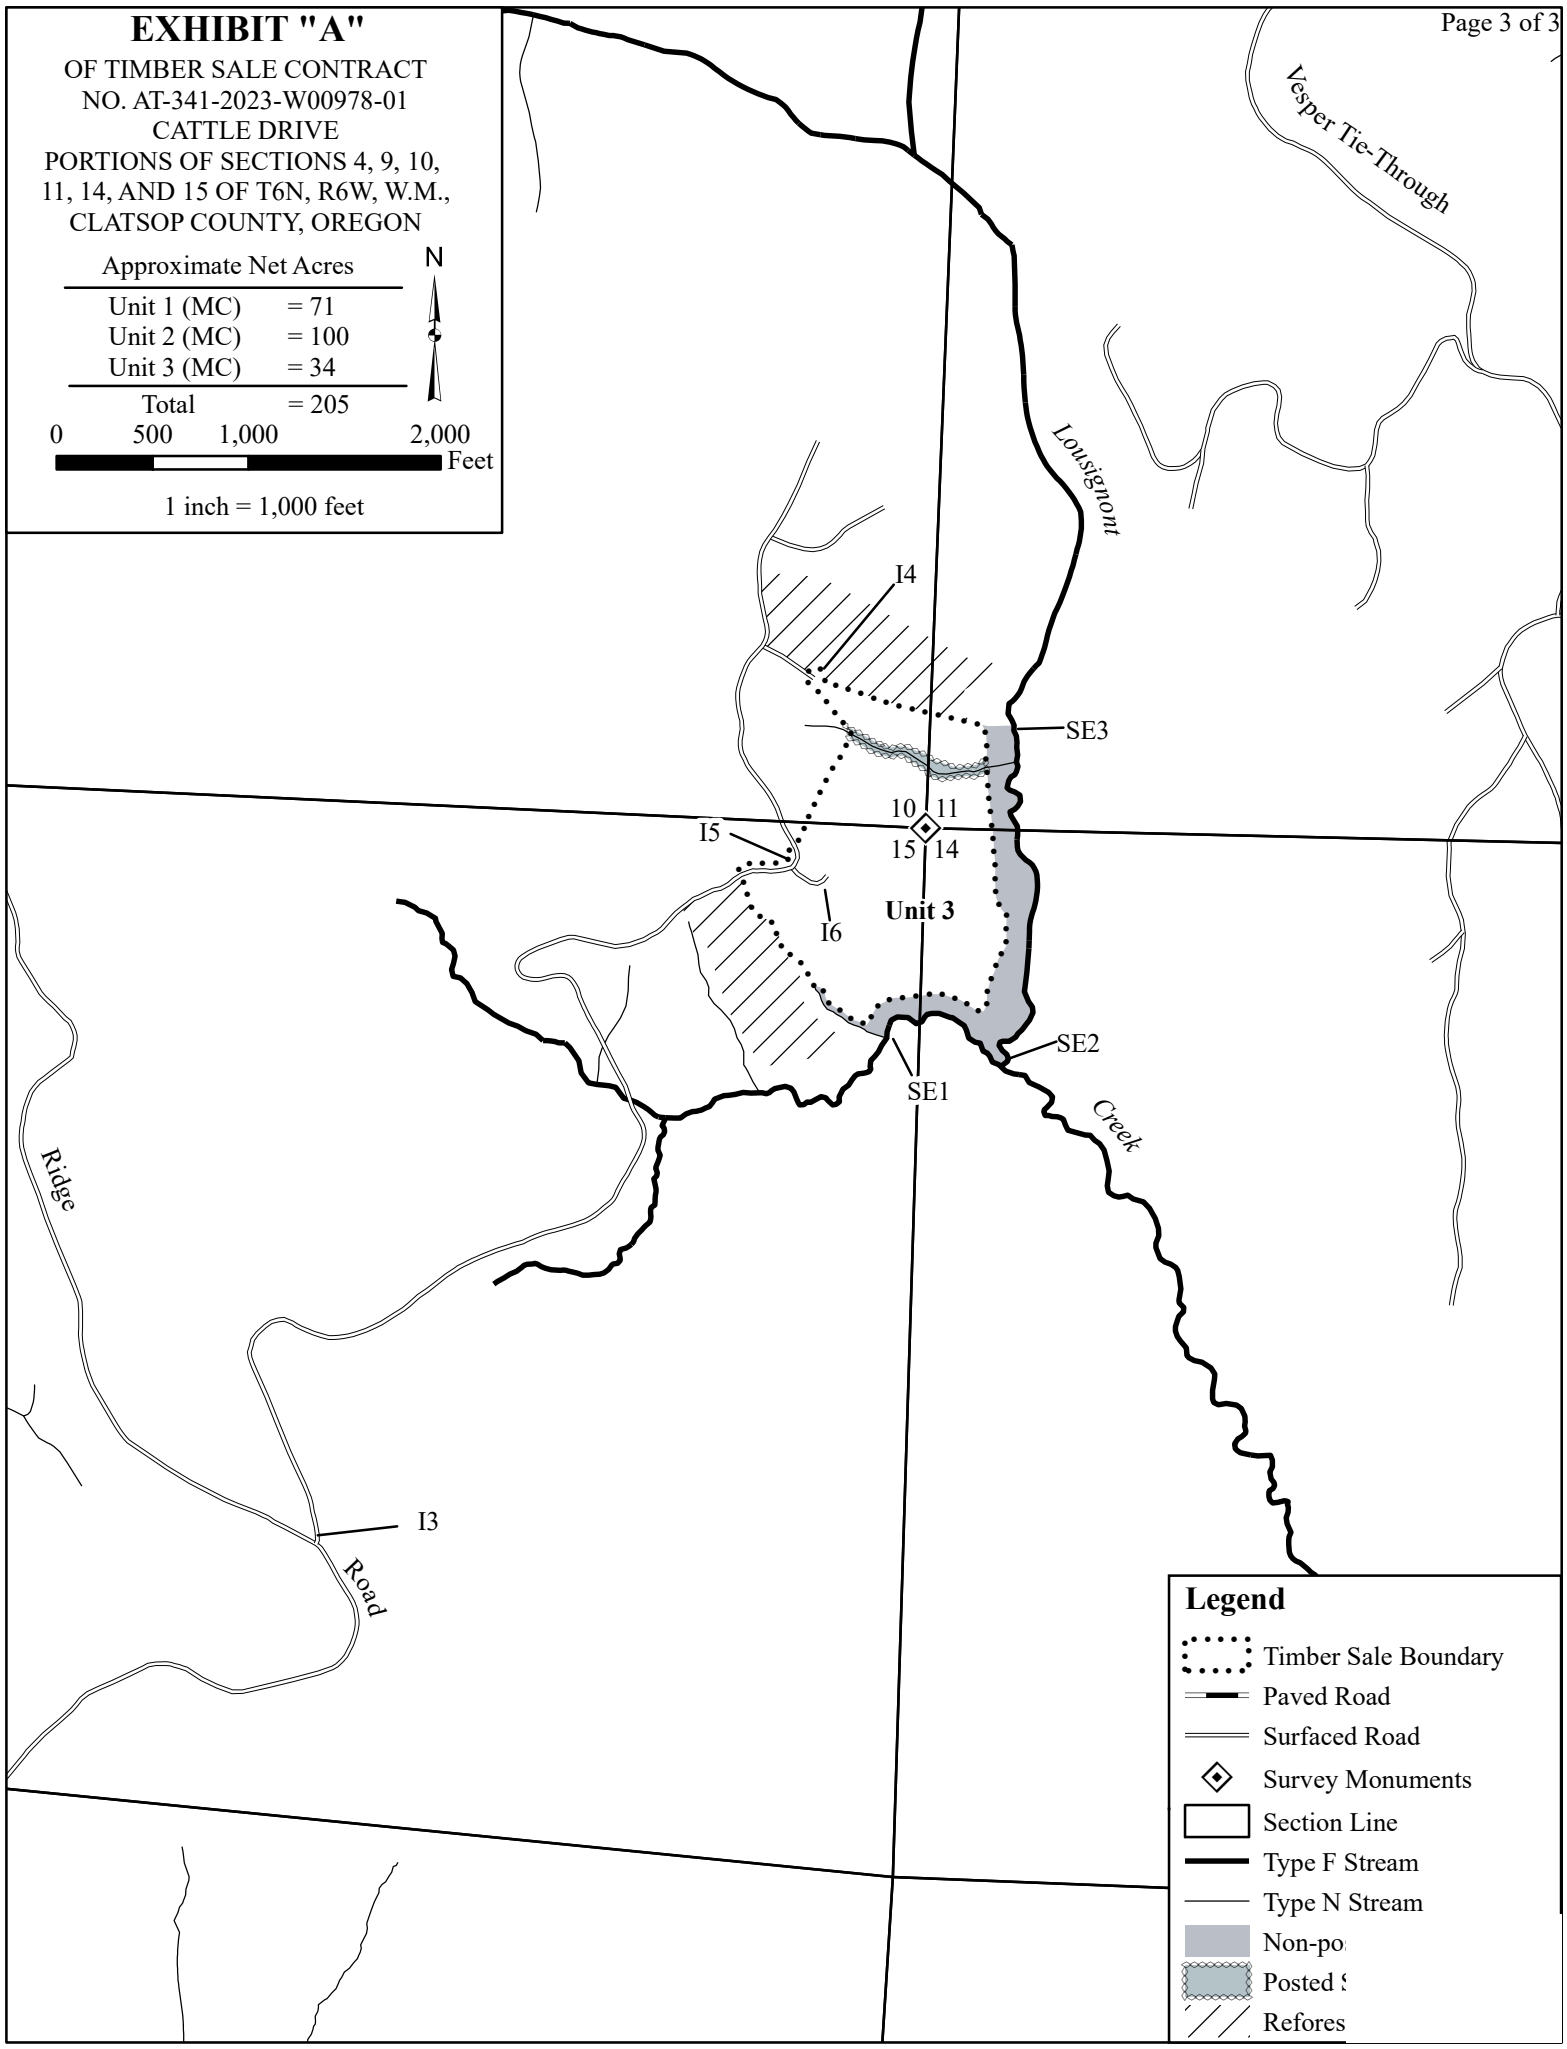 EXHIBIT "A"
OF TIMBER SALE CONTRACT
NO. AT-341-2023-W00978-01
CATTLE DRIVE
PORTIONS OF SECTIONS 4, 9, 10,
11, 14, AND 15 OF T6N, R6W, W.M.,
CLATSOP COUNTY, OREGON
Approximate Net Acres
N
Unit 1 (MC) = 71
Unit 2 (MC) = 100
Unit 3 (MC) = 34
Total = 205
0 500 1,000 2,000
Feet
1 inch = 1,000 feet
Page 3 of 3
Vesper Tie-Through
Lousignont
I4
SE3
10 11
I5
15 14
Unit 3
I6
SE2
SE1
Creek
Ridge
I3
Road
Legend
Timber Sale Boundary
Paved Road
Surfaced Road
Survey Monuments
Section Line
Type F Stream
Type N Stream
Non-po
Posted
Refores